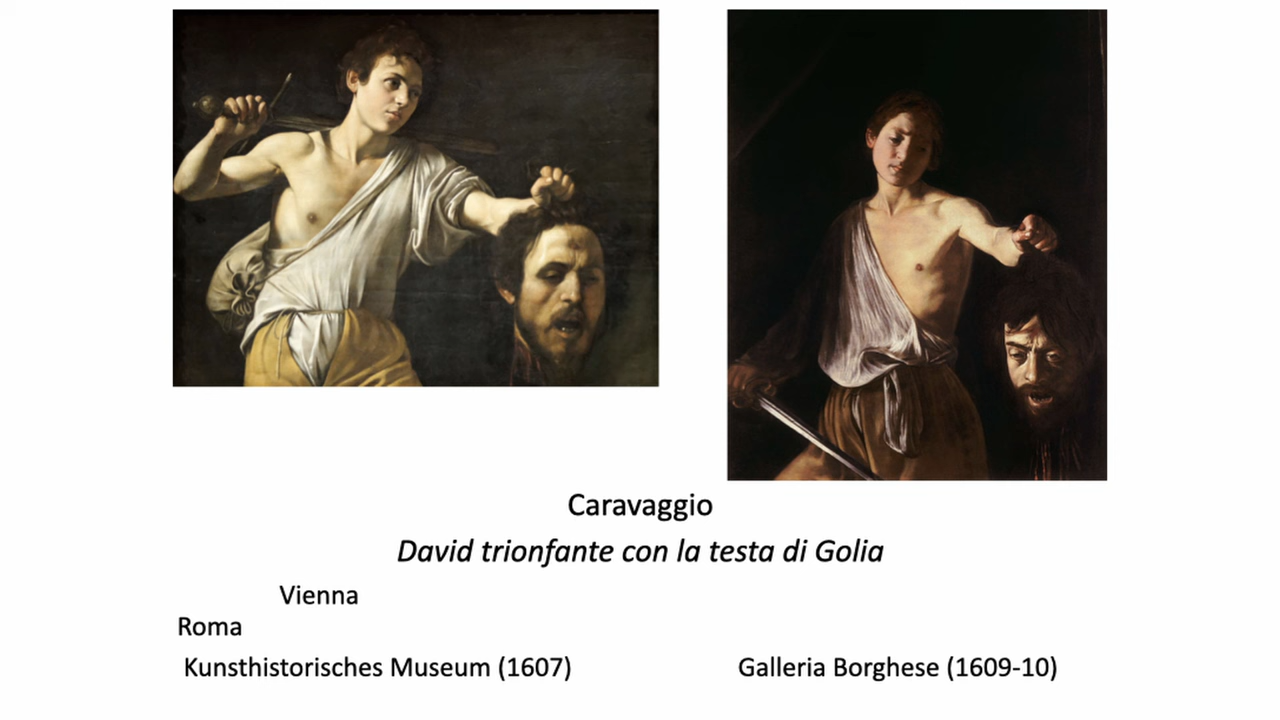 Caravaggio
David trionfante con la testa di Golia
Vienna
Roma
Kunsthistorisches Museum (1607)
Galleria Borghese (1609-10)